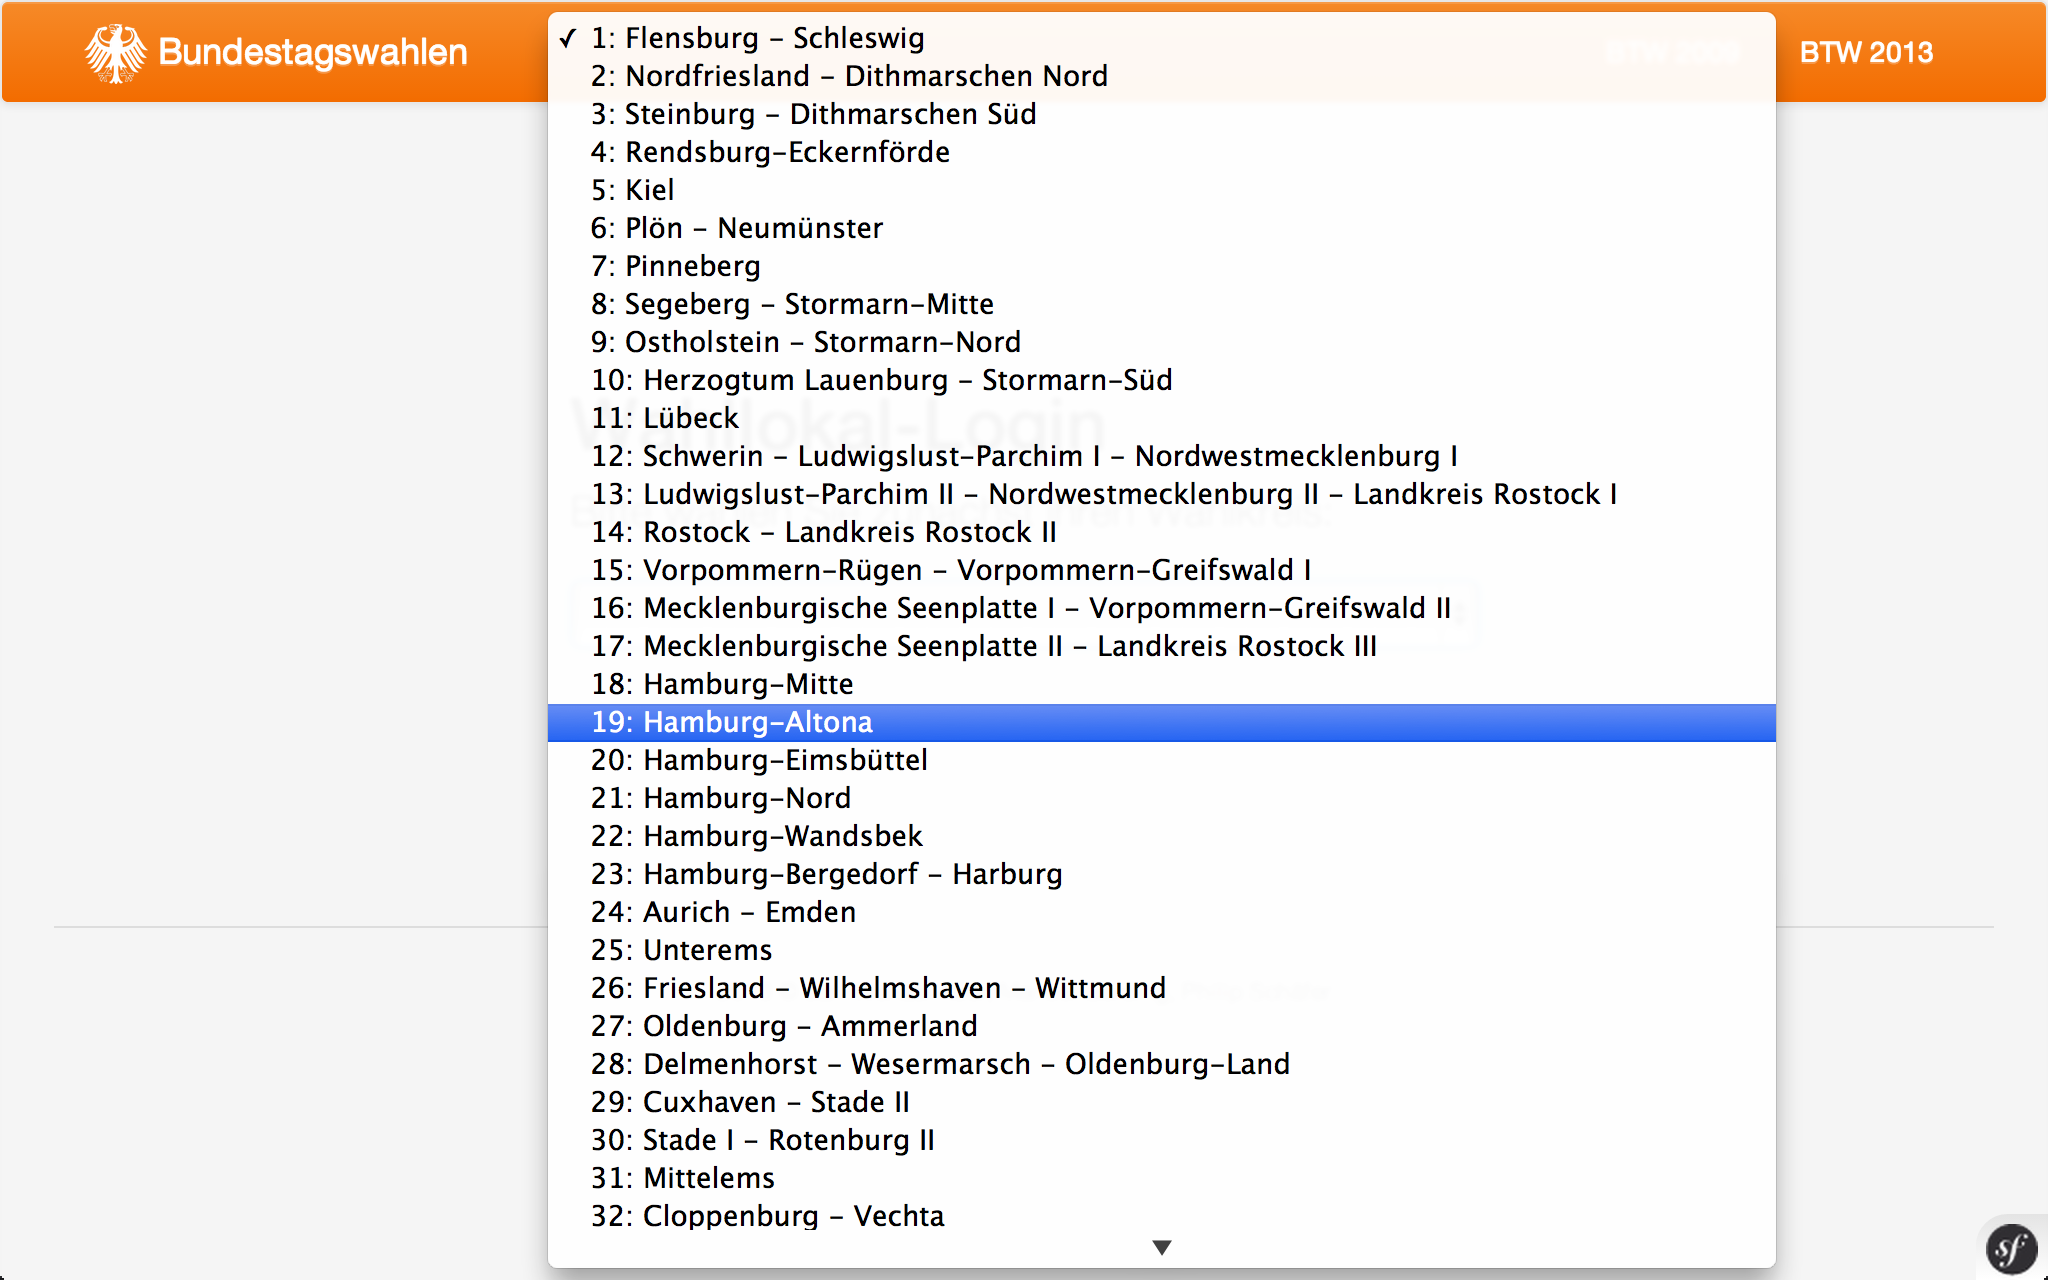 Bundestagswahlen
BTW 2013
✓ 1: Flensburg – Schleswig
2: Nordfriesland – Dithmarschen Nord
3: Steinburg – Dithmarschen Süd
4: Rendsburg-Eckernförde
5: Kiel
6: Plön – Neumünster
7: Pinneberg
8: Segeberg – Stormarn-Mitte
9: Ostholstein – Stormarn-Nord
10: Herzogtum Lauenburg – Stormarn-Süd
11: Lübeck
Wahllokal-Login
12: Schwerin – Ludwigslust-Parchim I – Nordwestmecklenburg I
13: Ludwigslust-Parchim II – Nordwestmecklenburg II – Landkreis Rostock I
14: Rostock – Landkreis Rostock II
15: Vorpommern-Rügen – Vorpommern-Greifswald I
16: Mecklenburgische Seenplatte I – Vorpommern-Greifswald II
17: Mecklenburgische Seenplatte II – Landkreis Rostock III
18: Hamburg-Mitte
19: Hamburg-Altona
20: Hamburg-Eimsbüttel
21: Hamburg-Nord
22: Hamburg-Wandsbek
23: Hamburg-Bergedorf – Harburg
24: Aurich – Emden
25: Unterems
26: Friesland – Wilhelmshaven – Wittmund
27: Oldenburg – Ammerland
28: Delmenhorst – Wesermarsch – Oldenburg-Land
29: Cuxhaven – Stade II
30: Stade I – Rotenburg II
31: Mittelems
32: Cloppenburg – Vechta
sf